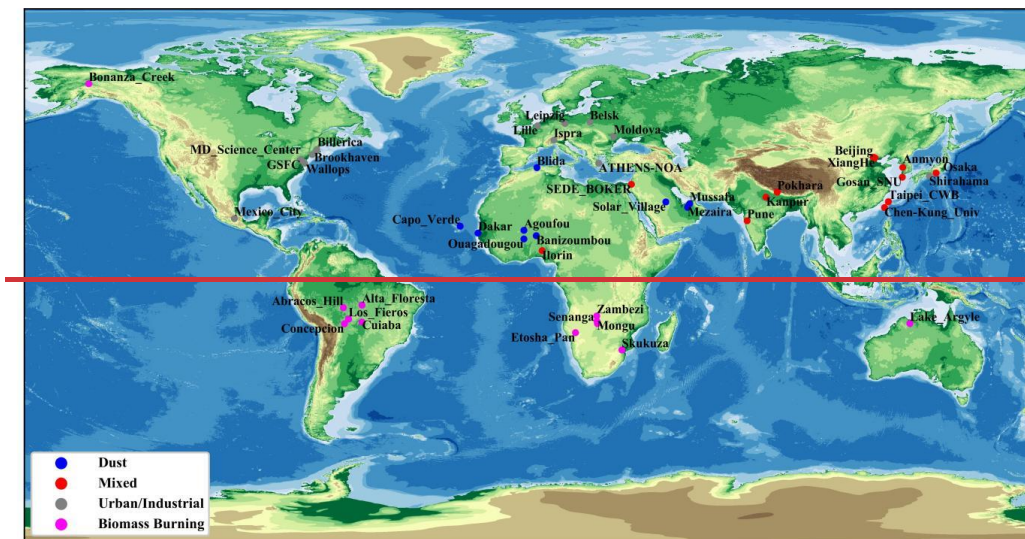 Bonanza_Creek
Leipzig
Belsk
Lille
Ispra
Moldova
MD_Science_Center
Billerica
GSFC
Brookhaven
Wallops
Blida
ATHENS-NOA
Beijing
XiangHe
Anmyon
Osaka
Gosan_SNU
Shirahama
SEDE_BOKER
Pokhara
Solar_Village
Mussafa
Kanpur
Taipei_CWB
Mezaira
Chen-Kung_Univ
Mexico_City
Capo_Verde
Dakar
Agoufou
Pune
Ouagadougou
Banizoumbou
Ilorin
Abracos_Hill
Alta_Floresta
Los_Fieros
Concepcion
Cuiaba
Senanga
Zambezi
Mongu
Lake_Argyle
Etosha_Pan
Skukuza
Dust
Mixed
Urban/Industrial
Biomass Burning